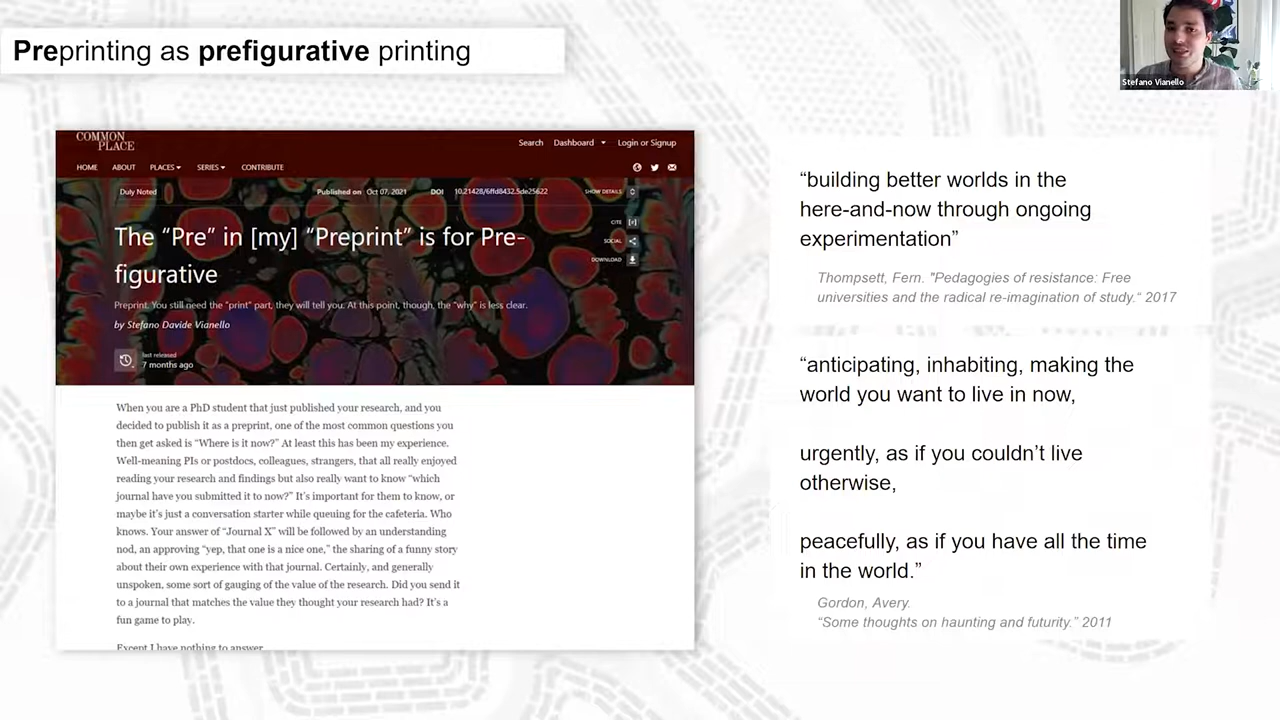 Preprinting as prefigurative printing
Stefano Vianello
COMMON
PLACE
Search Dashboard Login or Signup
HOME ABOUT PLACES SERIES CONTRIBUTE
Duly Noted Published on Oct 07, 2021 DOI 10.21428/6ffd8432.5de25622 SHOW DETAILS
CITE
SOCIAL
DOWNLOAD
The “Pre” in [my] “Preprint” is for Pre-
figurative
Preprint. You still need the “print” part, they will tell you. At this point, though, the “why” is less clear.
by Stefano Davide Vianello
last released
7 months ago
When you are a PhD student that just published your research, and you
decided to publish it as a preprint, one of the most common questions you
then get asked is “Where is it now?” At least this has been my experience.
Well-meaning PIs or postdocs, colleagues, strangers, that all really enjoyed
reading your research and findings but also really want to know “which
journal have you submitted it to now?” It’s important for them to know, or
maybe it’s just a conversation starter while queuing for the cafeteria. Who
knows. Your answer of “Journal X” will be followed by an understanding
nod, an approving “yep, that one is a nice one,” the sharing of a funny story
about their own experience with that journal. Certainly, and generally
unspoken, some sort of gauging of the value of the research. Did you send it
to a journal that matches the value they thought your research had? It’s a
fun game to play.
Except I have nothing to answer
“building better worlds in the
here-and-now through ongoing
experimentation”
Thompsett, Fern. "Pedagogies of resistance: Free
universities and the radical re-imagination of study.“ 2017
“anticipating, inhabiting, making the
world you want to live in now,
urgently, as if you couldn’t live
otherwise,
peacefully, as if you have all the time
in the world.”
Gordon, Avery.
“Some thoughts on haunting and futurity.” 2011